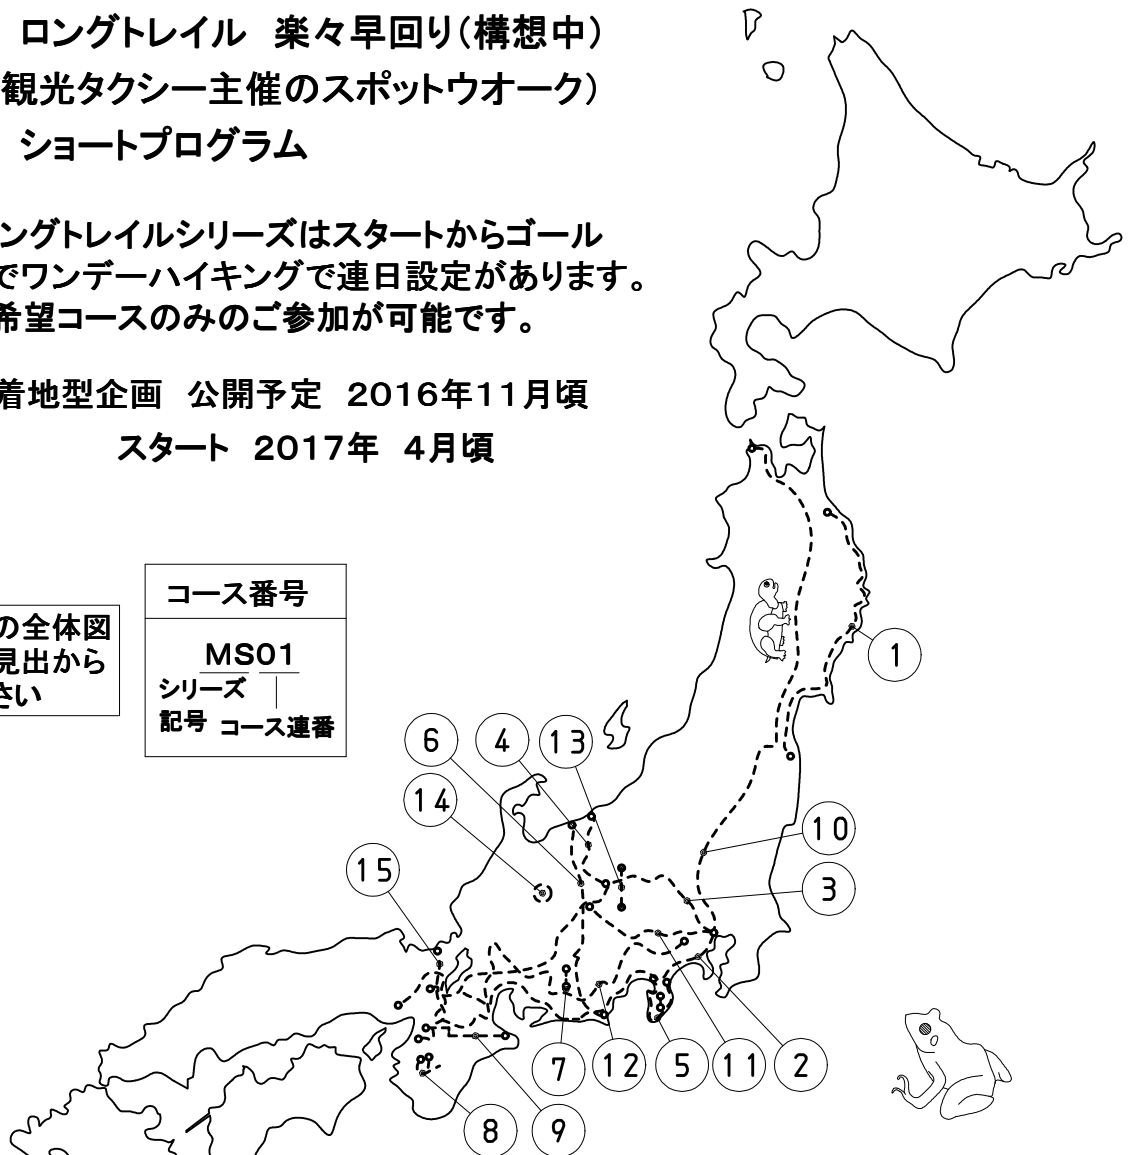 ロングトレイル 楽々早回り(構想中)
観光タクシー主催のスポットウオーク)
ショートプログラム
ングトレイルシリーズはスタートからゴール
でワンデーハイキングで連日設定があります。
希望コースのみのご参加が可能です。
着地型企画 公開予定 2016年11月頃
スタート 2017年 4月頃
の全体図
見出から
さい
コース番号
MS01
シリーズ
記号 コース連番
1
6 4 13
14
10
15
3
7 12 5 11 2
8 9